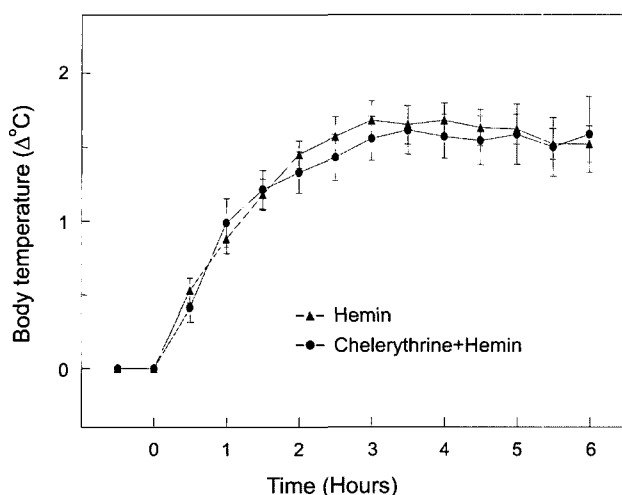 2
1
0
Body temperature (Δ°C)
Hemin
Chelerythrine+Hemin
0 1 2 3 4 5 6
Time (Hours)